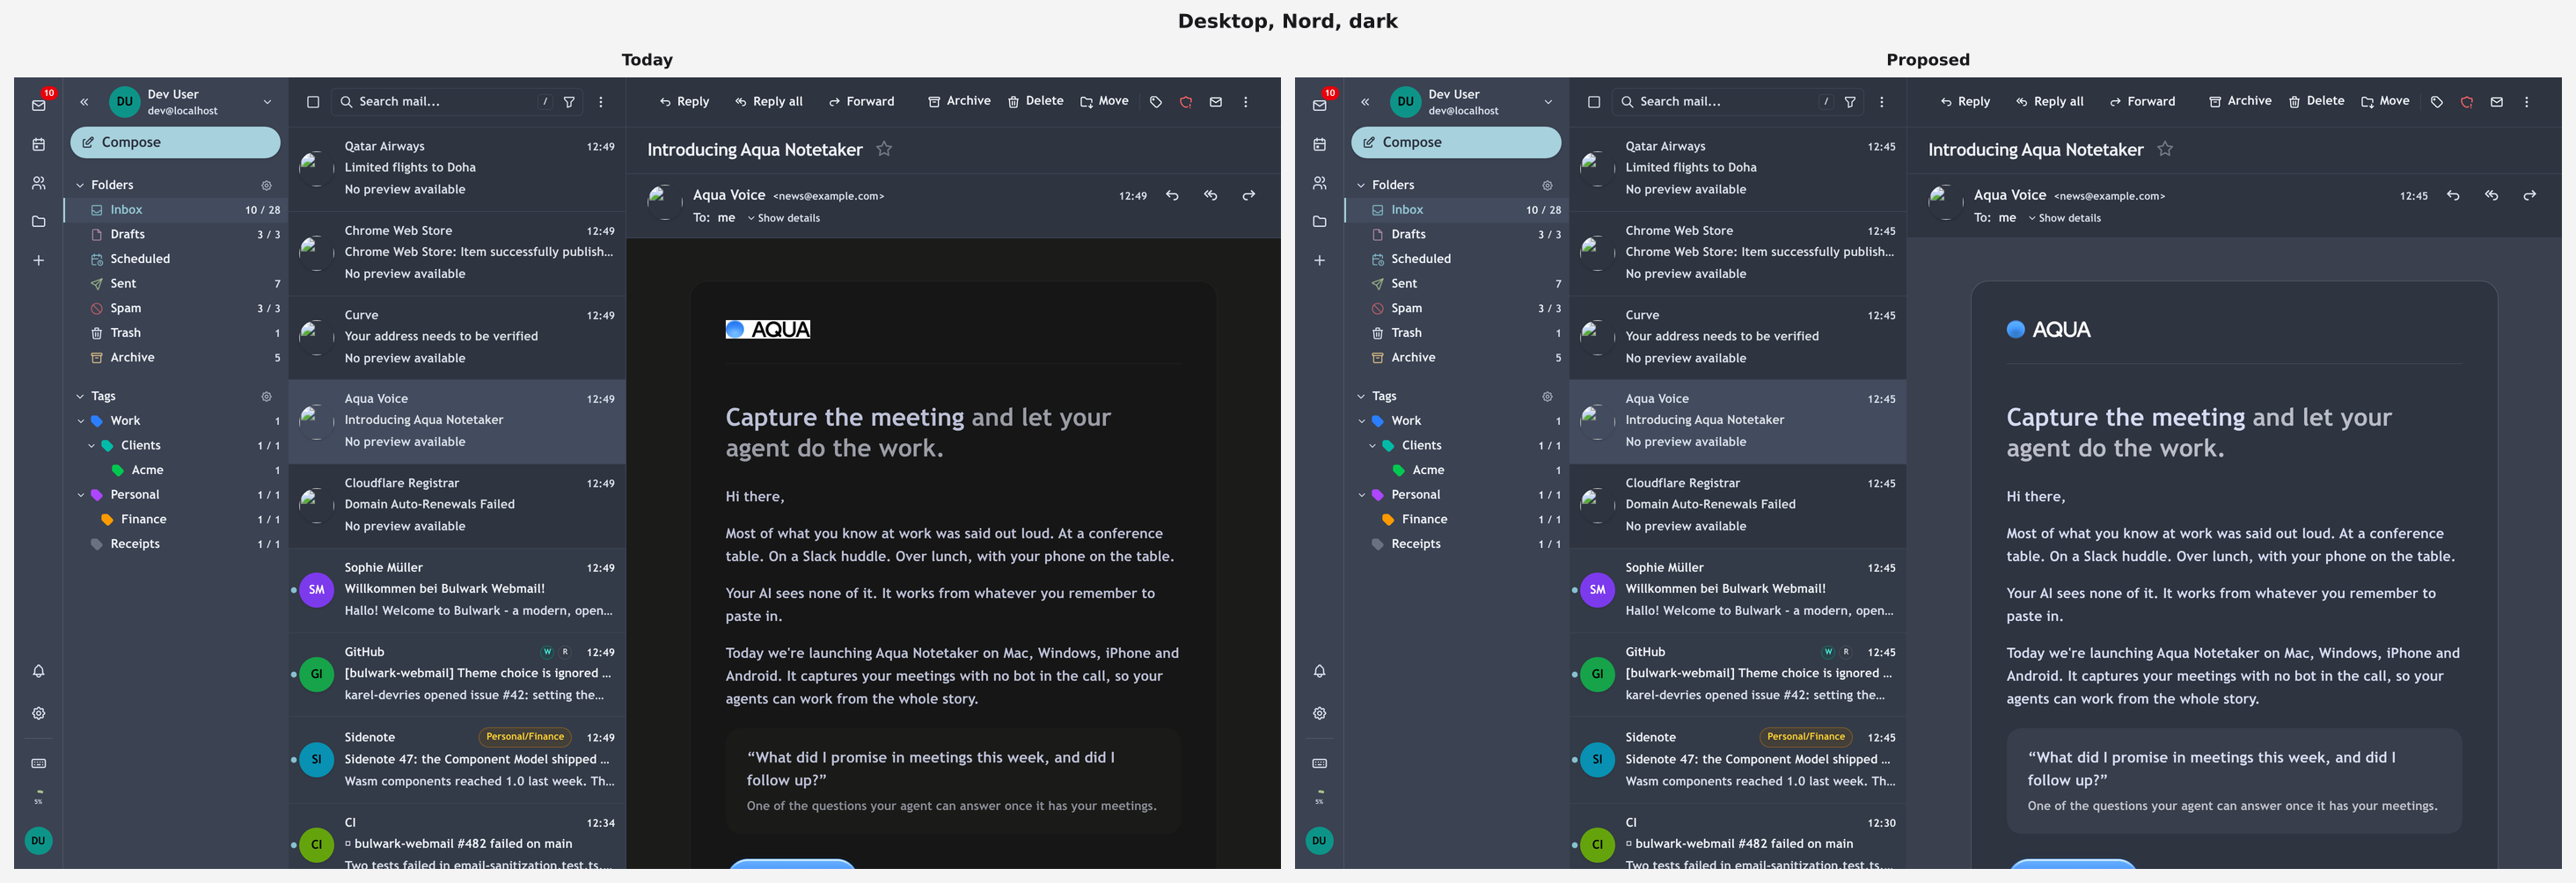 Desktop, Nord, dark
Today
10
DU
Dev User
dev@localhost
Compose
Folders
Inbox 10 / 28
Drafts 3 / 3
Scheduled
Sent 7
Spam 3 / 3
Trash 1
Archive 5
Tags
Work 1
Clients 1 / 1
Acme 1
Personal 1 / 1
Finance 1 / 1
Receipts 1 / 1
5%
DU
Search mail... /
Qatar Airways 12:49
Limited flights to Doha
No preview available
Chrome Web Store 12:49
Chrome Web Store: Item successfully publish...
No preview available
Curve 12:49
Your address needs to be verified
No preview available
Aqua Voice 12:49
Introducing Aqua Notetaker
No preview available
Cloudflare Registrar 12:49
Domain Auto-Renewals Failed
No preview available
SM
Sophie Müller 12:49
Willkommen bei Bulwark Webmail!
Hallo! Welcome to Bulwark - a modern, open...
GI
GitHub W R 12:49
[bulwark-webmail] Theme choice is ignored ...
karel-devries opened issue #42: setting the...
SI
Sidenote Personal/Finance 12:49
Sidenote 47: the Component Model shipped ...
Wasm components reached 1.0 last week. Th...
CI
CI 12:34
bulwark-webmail #482 failed on main
Two tests failed in email-sanitization.test.ts....
Reply Reply all Forward Archive Delete Move
Introducing Aqua Notetaker
Aqua Voice <news@example.com> 12:49
To: me Show details
AQUA
Capture the meeting and let your
agent do the work.
Hi there,
Most of what you know at work was said out loud. At a conference
table. On a Slack huddle. Over lunch, with your phone on the table.
Your AI sees none of it. It works from whatever you remember to
paste in.
Today we're launching Aqua Notetaker on Mac, Windows, iPhone and
Android. It captures your meetings with no bot in the call, so your
agents can work from the whole story.
“What did I promise in meetings this week, and did I
follow up?”
One of the questions your agent can answer once it has your meetings.
Proposed
10
DU
Dev User
dev@localhost
Compose
Folders
Inbox 10 / 28
Drafts 3 / 3
Scheduled
Sent 7
Spam 3 / 3
Trash 1
Archive 5
Tags
Work 1
Clients 1 / 1
Acme 1
Personal 1 / 1
Finance 1 / 1
Receipts 1 / 1
5%
DU
Search mail... /
Qatar Airways 12:45
Limited flights to Doha
No preview available
Chrome Web Store 12:45
Chrome Web Store: Item successfully publish...
No preview available
Curve 12:45
Your address needs to be verified
No preview available
Aqua Voice 12:45
Introducing Aqua Notetaker
No preview available
Cloudflare Registrar 12:45
Domain Auto-Renewals Failed
No preview available
SM
Sophie Müller 12:45
Willkommen bei Bulwark Webmail!
Hallo! Welcome to Bulwark - a modern, open...
GI
GitHub W R 12:45
[bulwark-webmail] Theme choice is ignored ...
karel-devries opened issue #42: setting the...
SI
Sidenote Personal/Finance 12:45
Sidenote 47: the Component Model shipped ...
Wasm components reached 1.0 last week. Th...
CI
CI 12:30
bulwark-webmail #482 failed on main
Two tests failed in email-sanitization.test.ts....
Reply Reply all Forward Archive Delete Move
Introducing Aqua Notetaker
Aqua Voice <news@example.com> 12:45
To: me Show details
AQUA
Capture the meeting and let your
agent do the work.
Hi there,
Most of what you know at work was said out loud. At a conference
table. On a Slack huddle. Over lunch, with your phone on the table.
Your AI sees none of it. It works from whatever you remember to
paste in.
Today we're launching Aqua Notetaker on Mac, Windows, iPhone and
Android. It captures your meetings with no bot in the call, so your
agents can work from the whole story.
“What did I promise in meetings this week, and did I
follow up?”
One of the questions your agent can answer once it has your meetings.